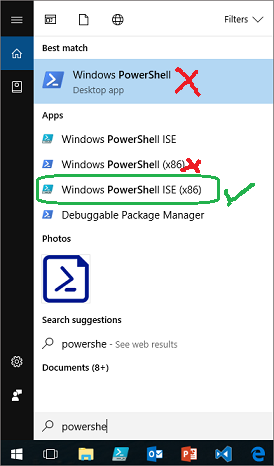 Filters
Best match
Windows PowerShell
Desktop app
Apps
Windows PowerShell ISE
Windows PowerShell (x86)
Windows PowerShell ISE (x86)
Debuggable Package Manager
Photos
Search suggestions
powershe - See web results
Documents (8+)
powershe